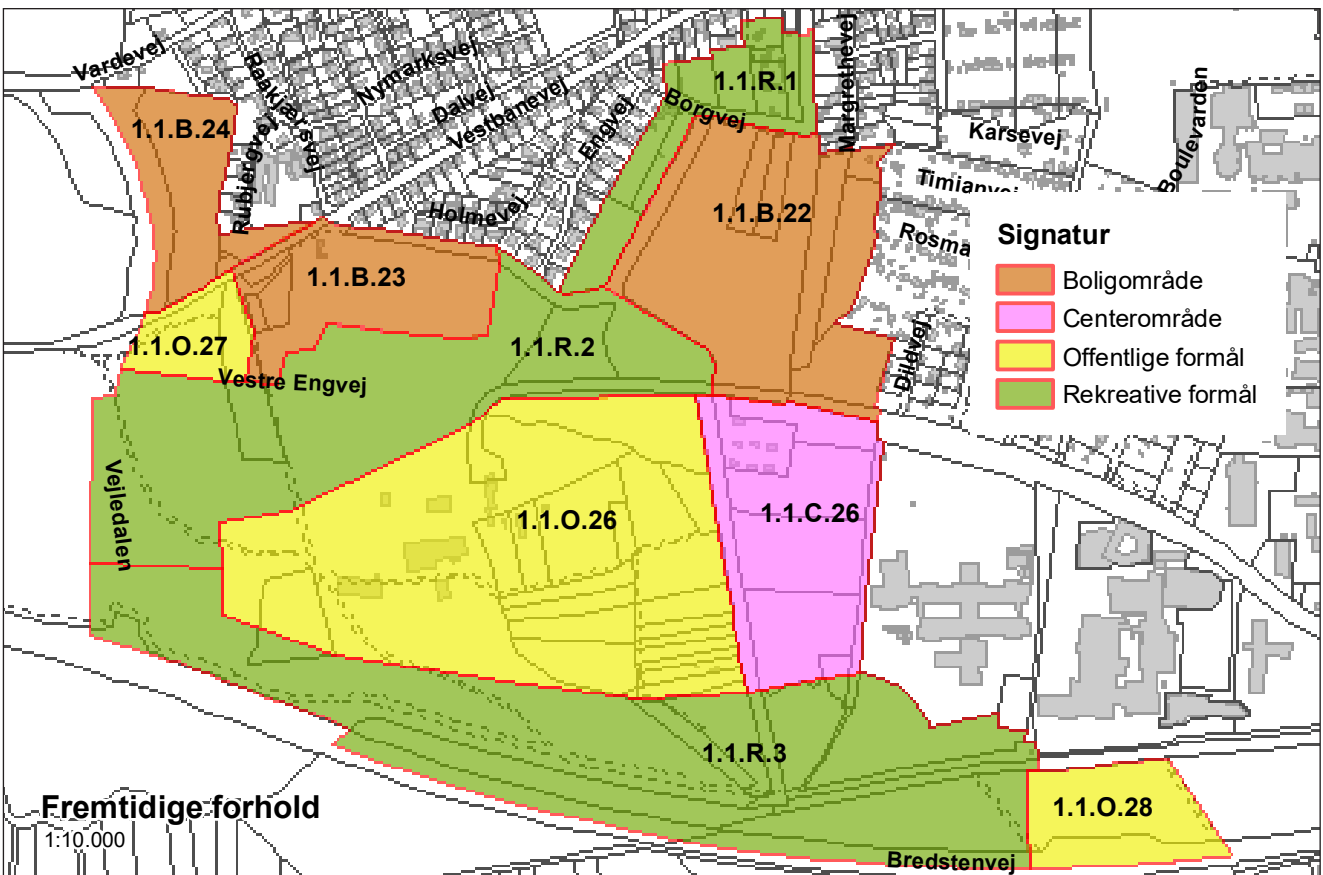 Vardevej
Raakjærsvej
Nymarksvej
Dalvej
Vestbanevej
Engvej
Borgvej
1.1.R.1
Margrethevej
Karsevej
Boulevarden
1.1.B.24
Rubjergvej
Holmevej
1.1.B.22
Signatur
Boligområde
Centerområde
Offentlige formål
Rekreative formål
1.1.B.23
1.1.O.27
1.1.R.2
Dildvej
Vestre Engvej
Vejledalen
1.1.O.26
1.1.C.26
1.1.R.3
1.1.O.28
Fremtidige forhold
1:10.000
Bredstenvej